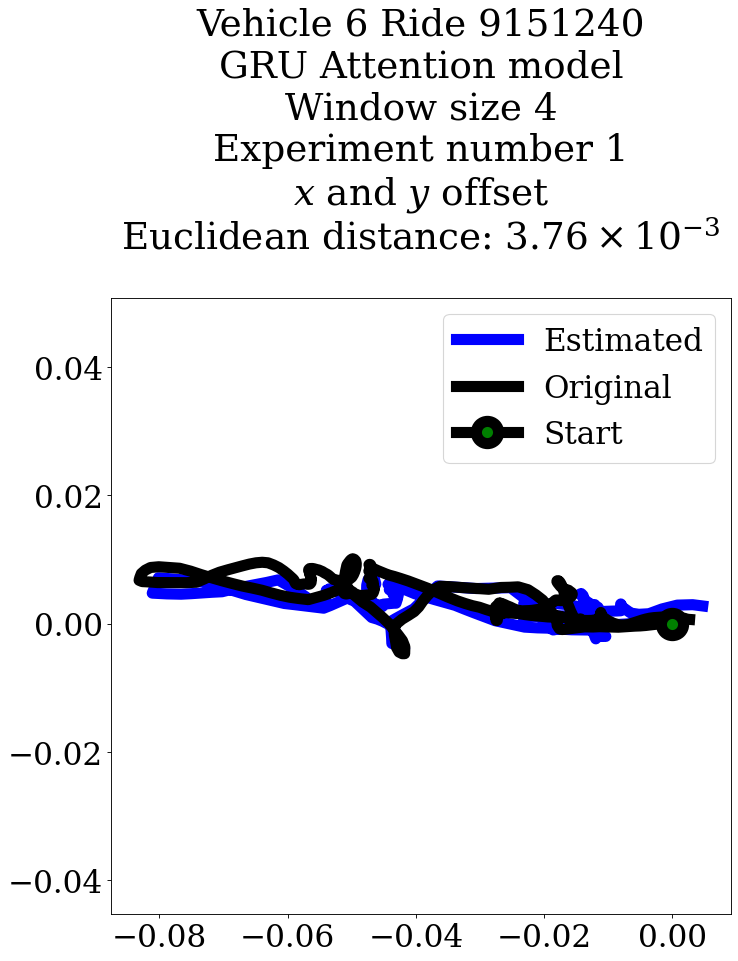 Vehicle 6 Ride 9151240
GRU Attention model
Window size 4
Experiment number 1
x and y offset
Euclidean distance: 3.76 × 10⁻³
Estimated
Original
Start
0.04
0.02
0.00
−0.02
−0.04
−0.08
−0.06
−0.04
−0.02
0.00